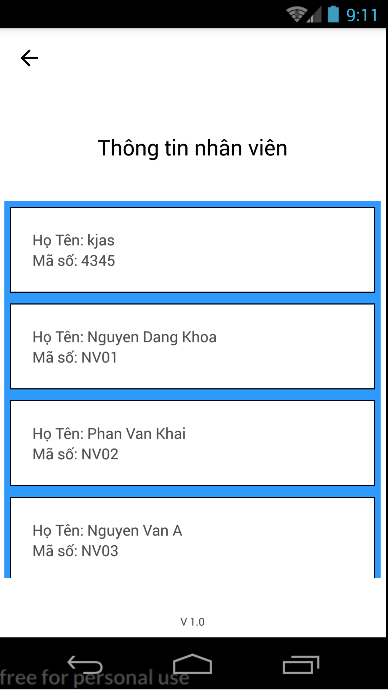 9:11
Thông tin nhân viên
Họ Tên: kjas
Mã số: 4345
Họ Tên: Nguyen Dang Khoa
Mã số: NV01
Họ Tên: Phan Van Khai
Mã số: NV02
Họ Tên: Nguyen Van A
Mã số: NV03
V 1.0
free for personal use